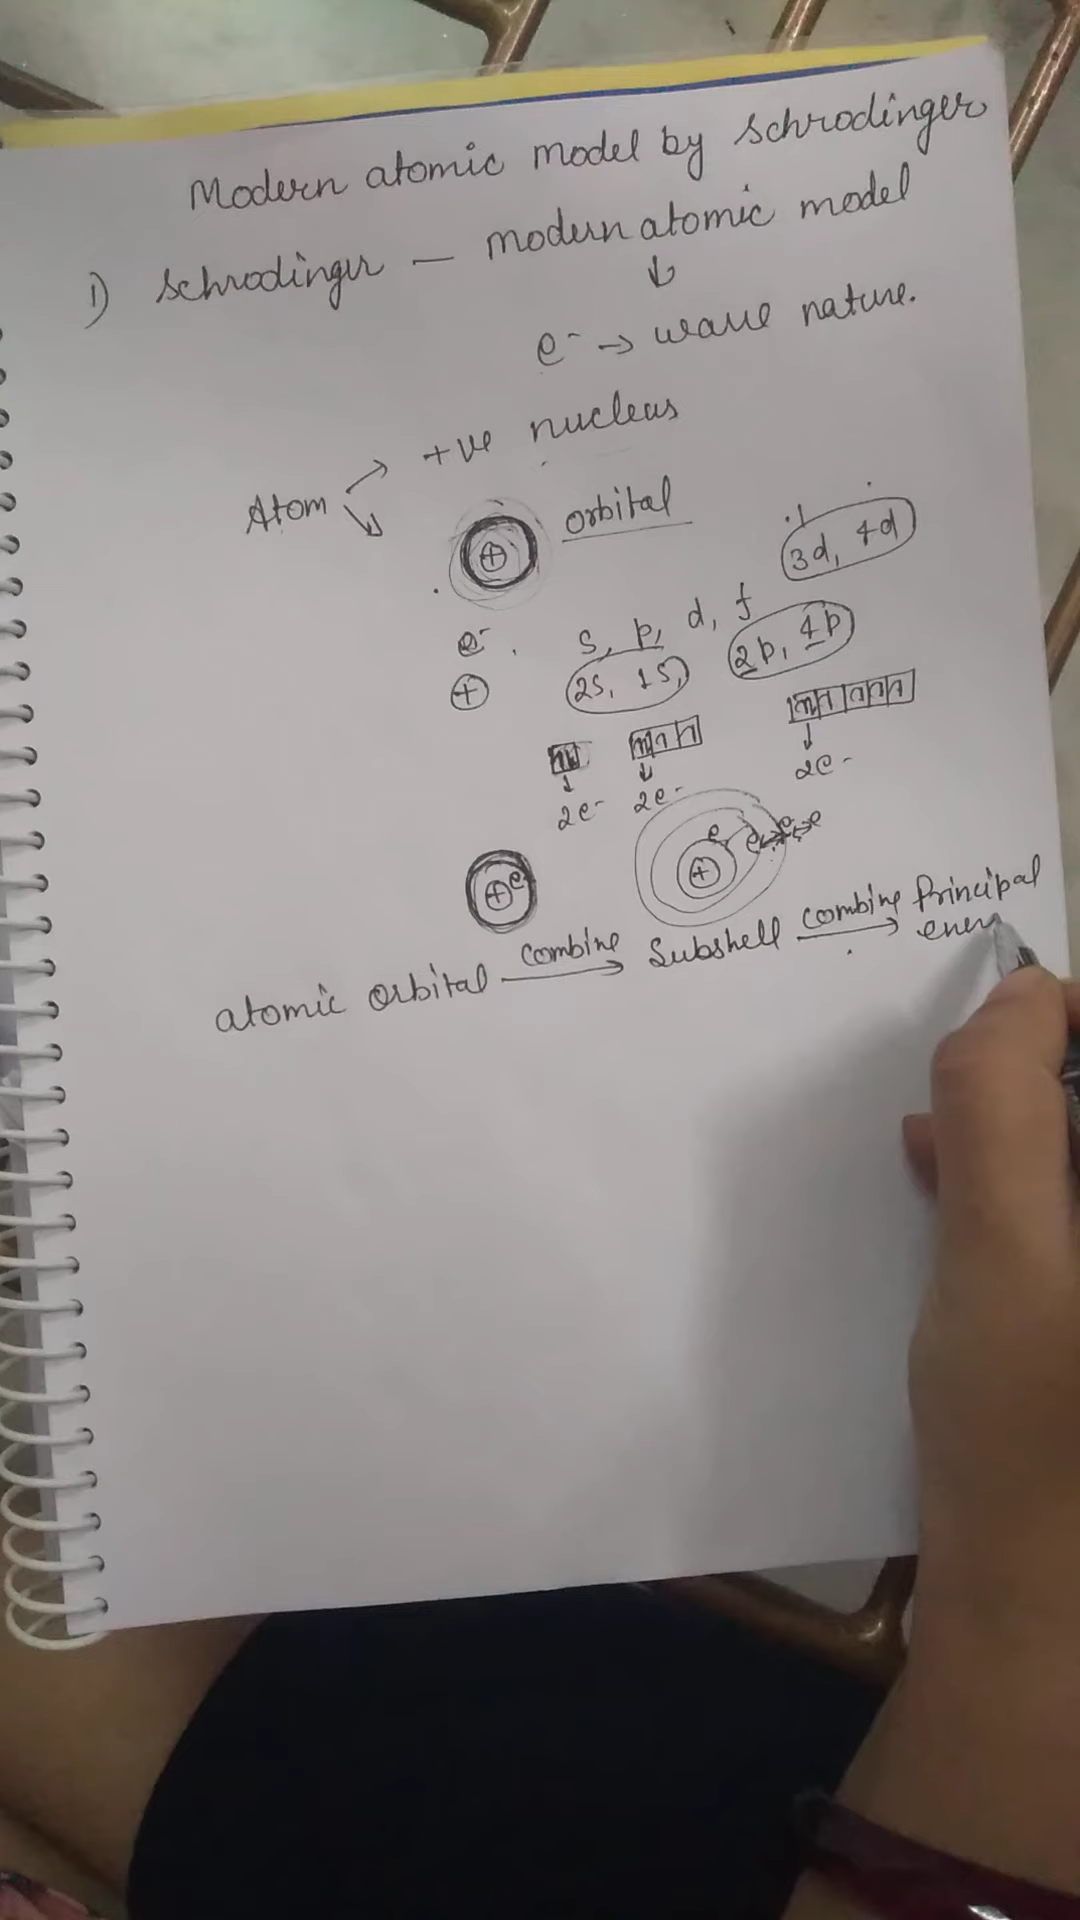 Modern atomic model by schrodinger
1) schrodinger — modern atomic model
↓
e⁻ → wave nature.
Atom → +ve nucleus
orbital
+
3d, 4d
e⁻ s, p, d, f
+ 2s, 1s, 2p, 4p
2e⁻ 2e⁻ 2e⁻
+ e + e e e e
atomic orbital combine → Subshell combine → Principal
ener